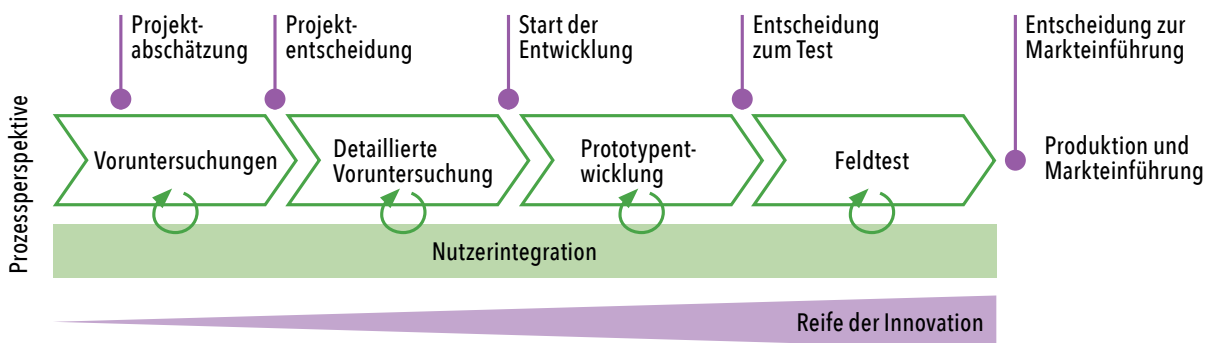 Projekt-
abschätzung
Projekt-
entscheidung
Start der
Entwicklung
Entscheidung
zum Test
Entscheidung zur
Markteinführung
Prozessperspektive
Voruntersuchungen
Detaillierte
Voruntersuchung
Prototypent-
wicklung
Feldtest
Produktion und
Markteinführung
Nutzerintegration
Reife der Innovation